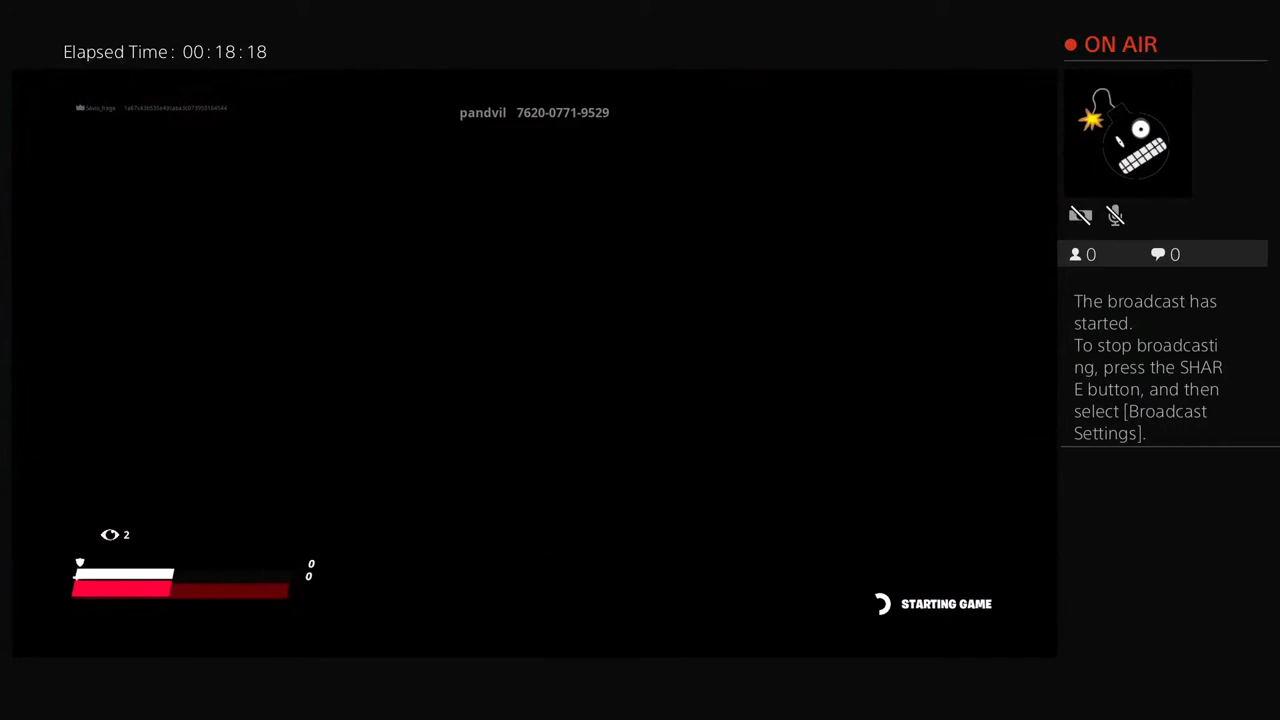 Elapsed Time: 00:18:18
ON AIR
pandvil 7620-0771-9529
0 0
The broadcast has
started.
To stop broadcasti
ng, press the SHAR
E button, and then
select [Broadcast
Settings].
2
0
0
STARTING GAME